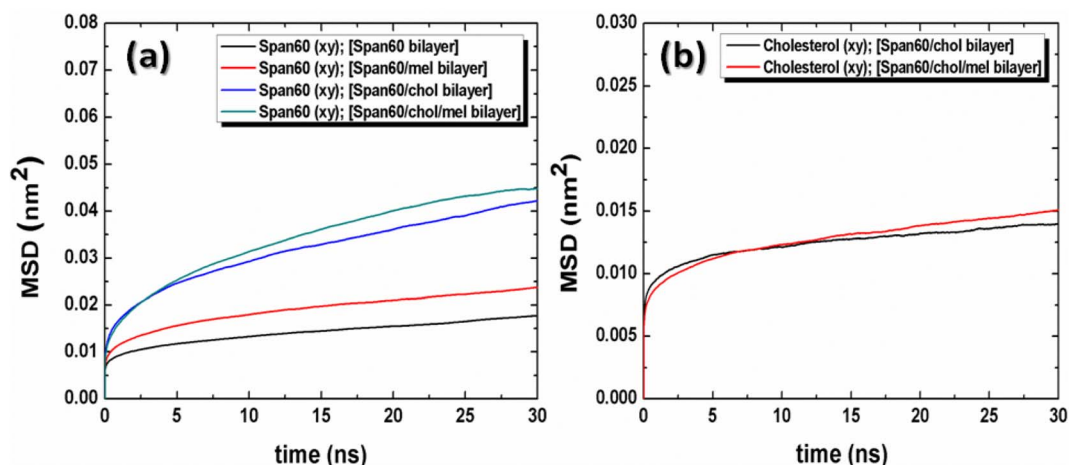 (a)
Span60 (xy); [Span60 bilayer]
Span60 (xy); [Span60/mel bilayer]
Span60 (xy); [Span60/chol bilayer]
Span60 (xy); [Span60/chol/mel bilayer]
MSD (nm²)
0.08
0.07
0.06
0.05
0.04
0.03
0.02
0.01
0.00
0 5 10 15 20 25 30
time (ns)
(b)
Cholesterol (xy); [Span60/chol bilayer]
Cholesterol (xy); [Span60/chol/mel bilayer]
MSD (nm²)
0.030
0.025
0.020
0.015
0.010
0.005
0.000
0 5 10 15 20 25 30
time (ns)